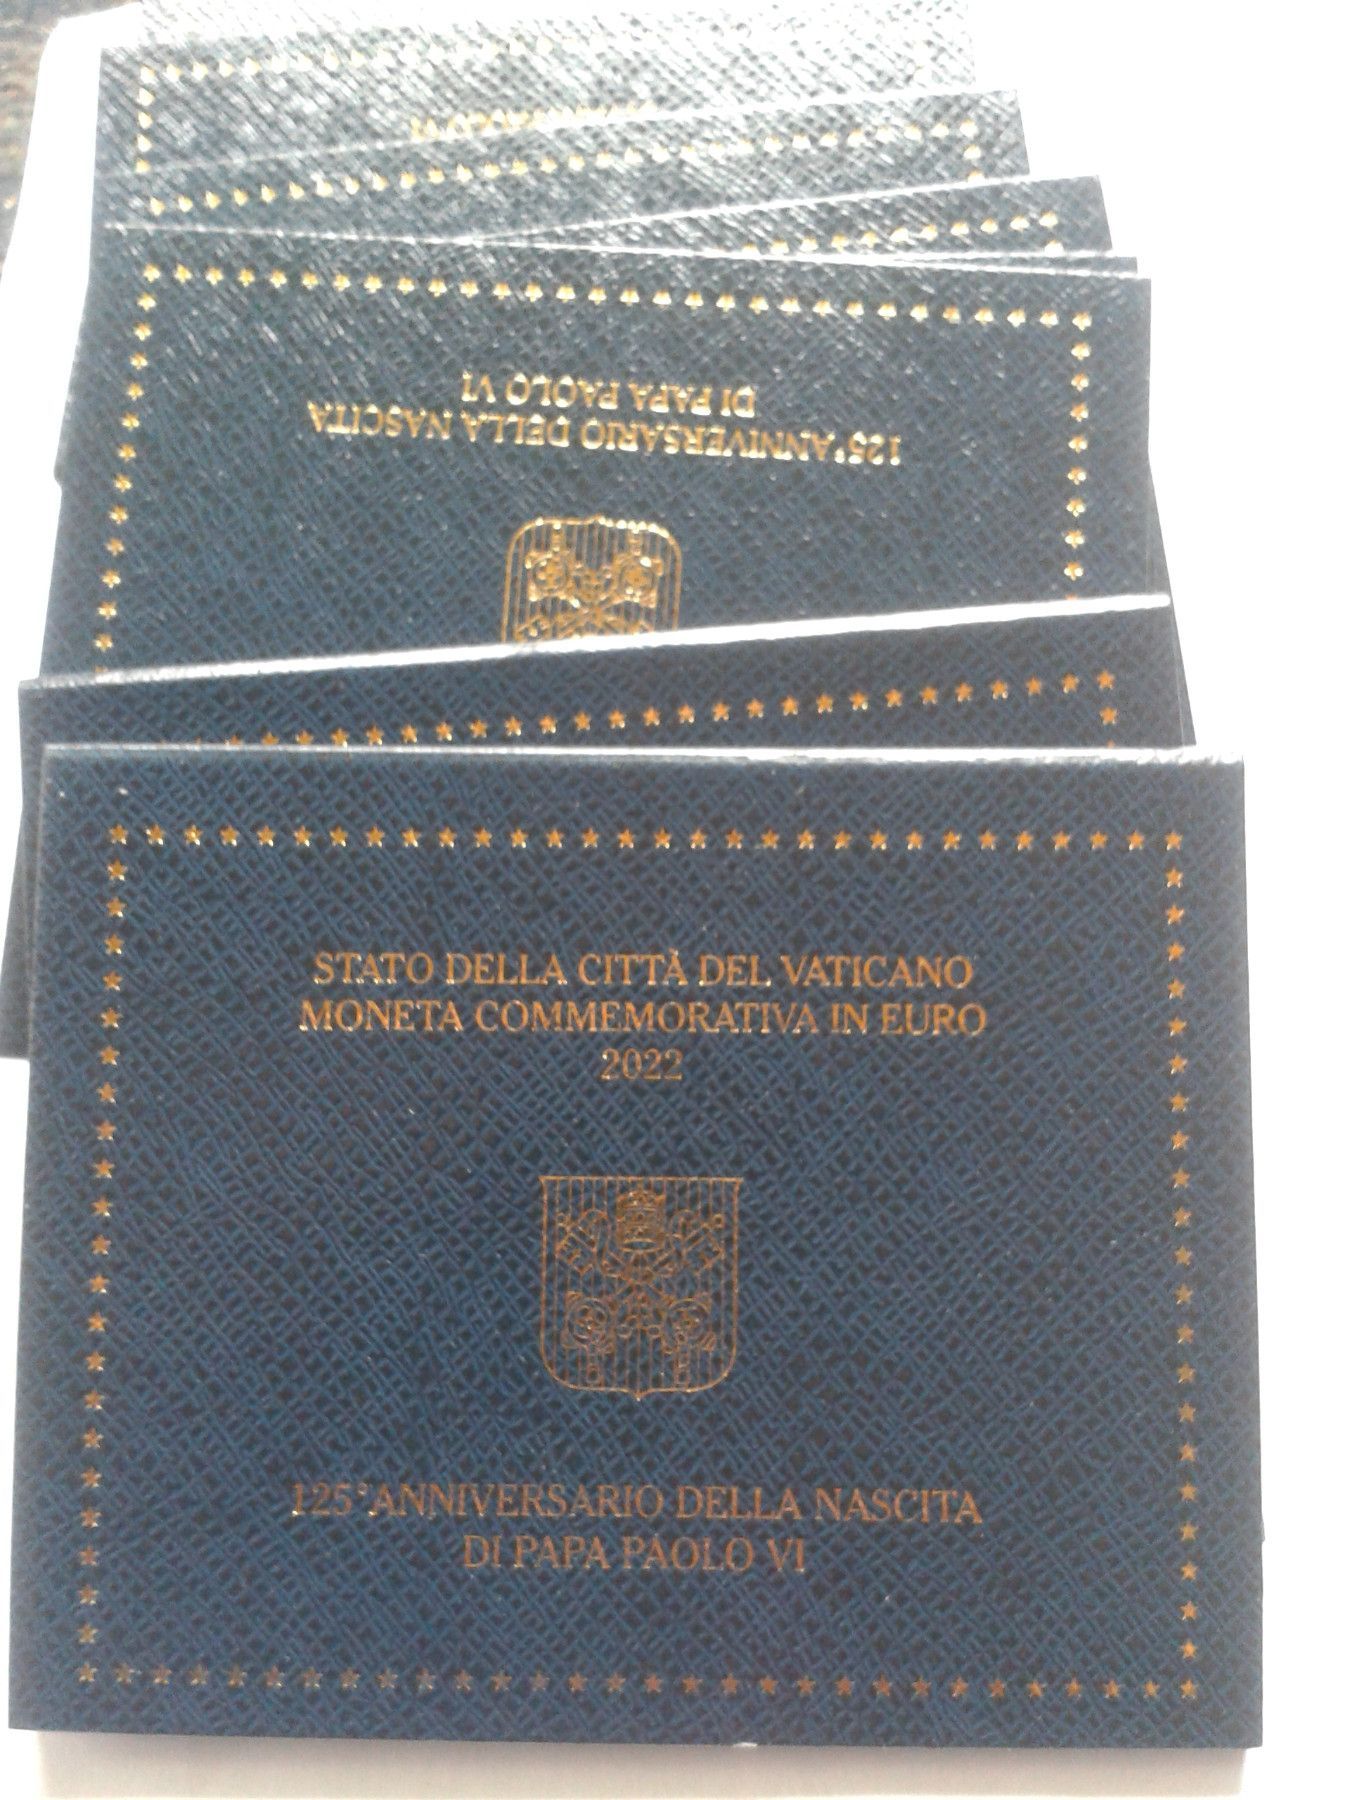 DI PAPA PAOLO VI
125°ANNIVERSARIO DELLA NASCITA
STATO DELLA CITTÀ DEL VATICANO
MONETA COMMEMORATIVA IN EURO
2022
125°ANNIVERSARIO DELLA NASCITA
DI PAPA PAOLO VI